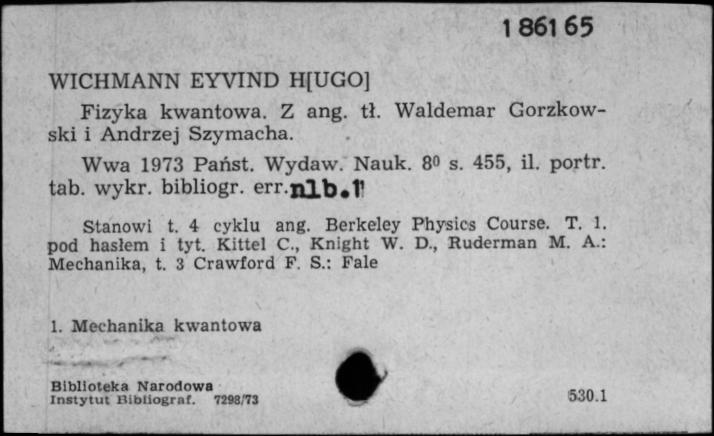 1 861 65
WICHMANN EYVIND H[UGO]
Fizyka kwantowa. Z ang. tł. Waldemar Gorzkow-
ski i Andrzej Szymacha.
Wwa 1973 Państ. Wydaw. Nauk. 8⁰ s. 455, il. portr.
tab. wykr. bibliogr. err. nlb. 1
Stanowi t. 4 cyklu ang. Berkeley Physics Course. T. 1.
pod hasłem i tyt. Kittel C., Knight W. D., Ruderman M. A.:
Mechanika, t. 3 Crawford F. S.: Fale
1. Mechanika kwantowa
Biblioteka Narodowa
Instytut Bibliograf. 7298/73
530.1